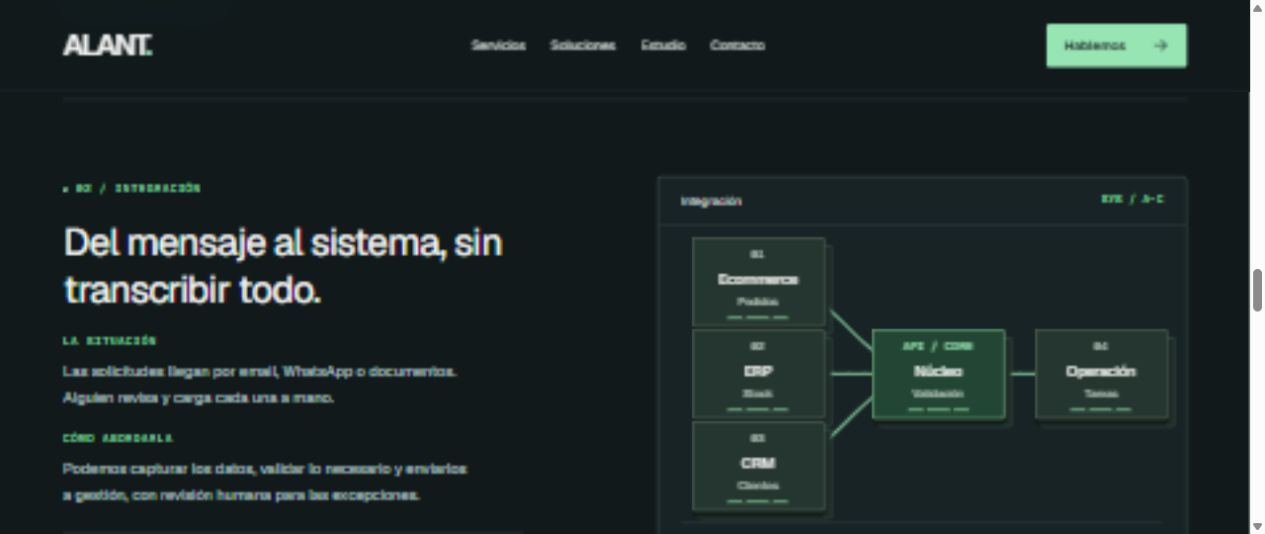 ALANT.
Servicios
Soluciones
Estudio
Contacto
Hablemos →
02 / INTEGRACIÓN
Del mensaje al sistema, sin
transcribir todo.
LA SITUACIÓN
Las solicitudes llegan por email, WhatsApp o documentos.
Alguien revisa y carga cada una a mano.
CÓMO ABORDARLA
Podemos capturar los datos, validar lo necesario y enviarlos
a gestión, con revisión humana para las excepciones.
Integración
/ A-C
01
Ecommerce
Pedidos
02
ERP
Stock
03
CRM
Clientes
API / CORE
Núcleo
Validación
04
Operación
Tareas